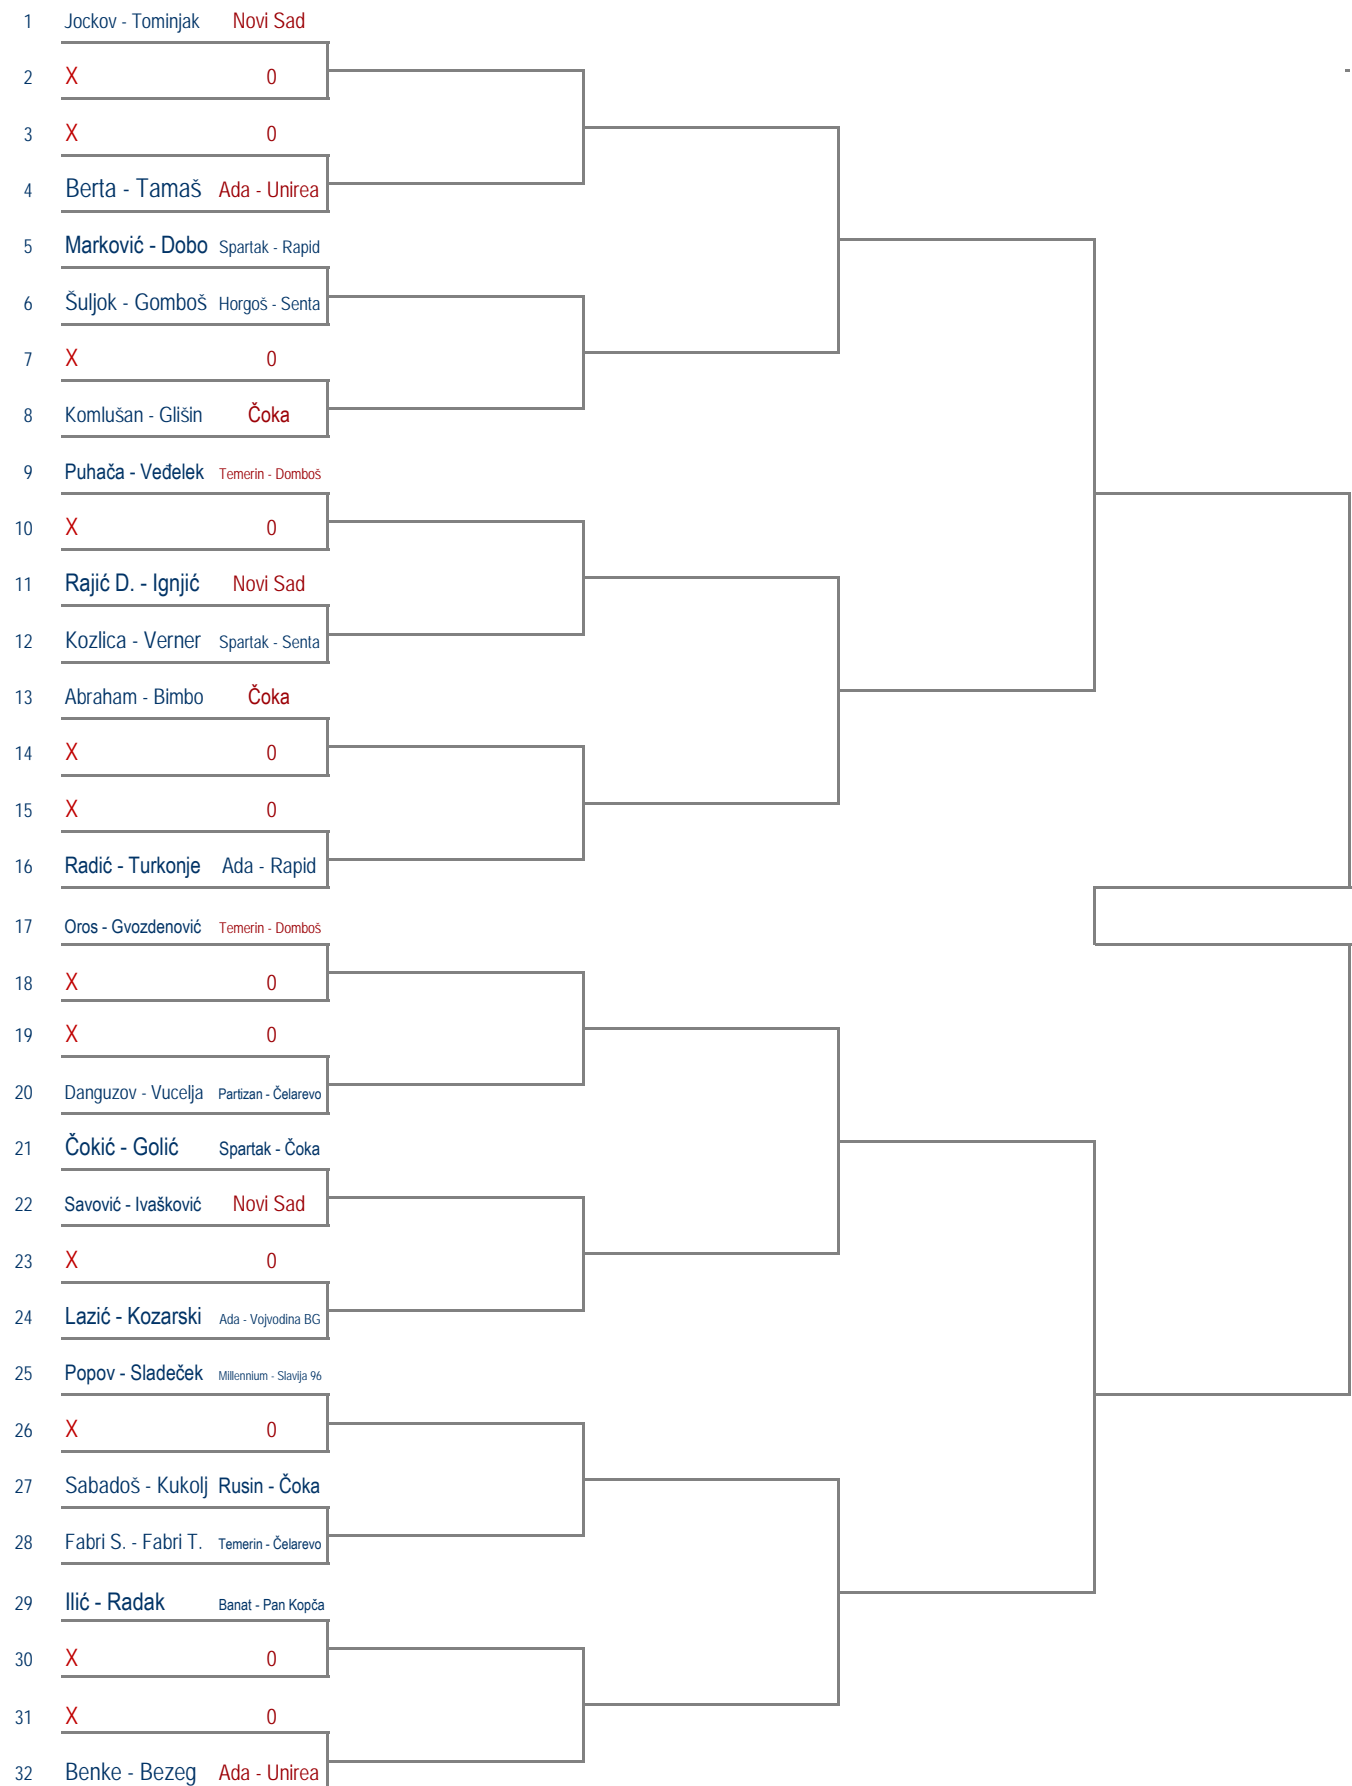 1 Jockov - Tominjak Novi Sad
2 X 0
3 X 0
4 Berta - Tamaš Ada - Unirea
5 Marković - Dobo Spartak - Rapid
6 Šuljok - Gomboš Horgoš - Senta
7 X 0
8 Komlušan - Glišin Čoka
9 Puhača - Veđelek Temerin - Domboš
10 X 0
11 Rajić D. - Ignjić Novi Sad
12 Kozlica - Verner Spartak - Senta
13 Abraham - Bimbo Čoka
14 X 0
15 X 0
16 Radić - Turkonje Ada - Rapid
17 Oros - Gvozdenović Temerin - Domboš
18 X 0
19 X 0
20 Danguzov - Vucelja Partizan - Čelarevo
21 Čokić - Golić Spartak - Čoka
22 Savović - Ivašković Novi Sad
23 X 0
24 Lazić - Kozarski Ada - Vojvodina BG
25 Popov - Sladeček Millennium - Slavija 96
26 X 0
27 Sabadoš - Kukolj Rusin - Čoka
28 Fabri S. - Fabri T. Temerin - Čelarevo
29 Ilić - Radak Banat - Pan Kopča
30 X 0
31 X 0
32 Benke - Bezeg Ada - Unirea